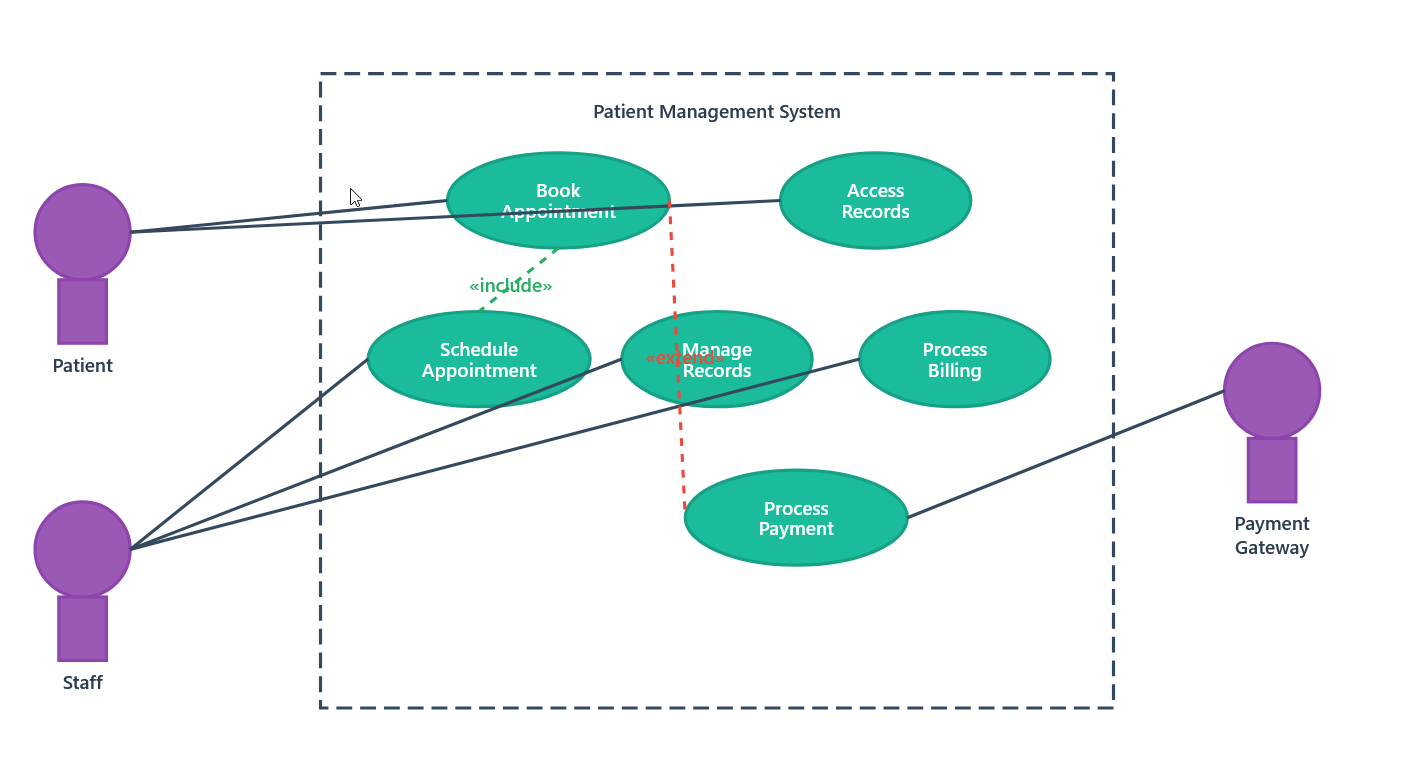 Patient Management System
Book
Appointment
Access
Records
Patient
«include»
Schedule
Appointment
«extend»
Manage
Records
Process
Billing
Process
Payment
Payment
Gateway
Staff